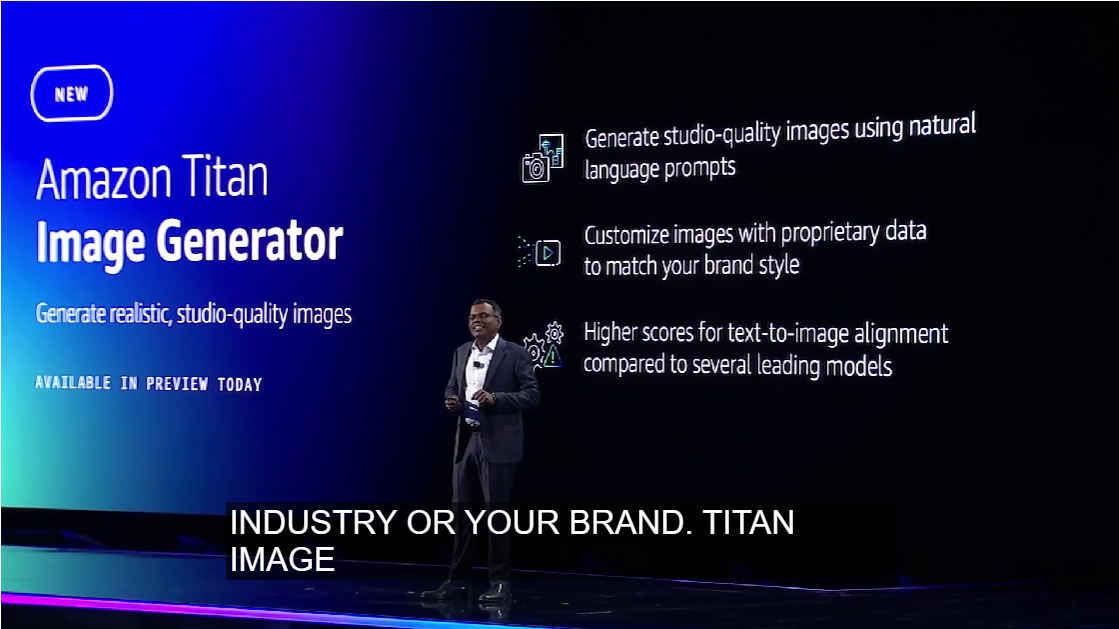 NEW
Amazon Titan
Image Generator
Generate realistic, studio-quality images
AVAILABLE IN PREVIEW TODAY
Generate studio-quality images using natural
language prompts
Customize images with proprietary data
to match your brand style
Higher scores for text-to-image alignment
compared to several leading models
INDUSTRY OR YOUR BRAND. TITAN
IMAGE